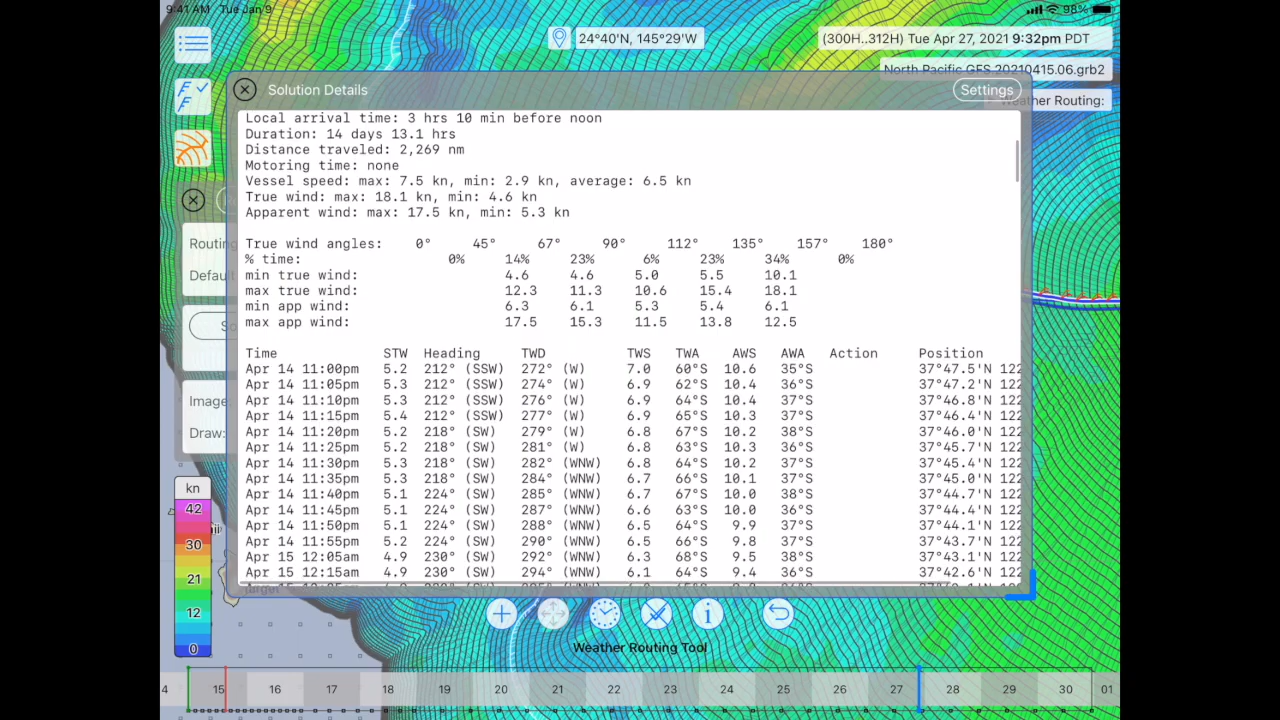 9:41 AM Tue Jan 9 98%
24°40'N, 145°29'W
(300H..312H) Tue Apr 27, 2021 9:32pm PDT
North Pacific GFS.20210415.06.grb2
Weather Routing:
Solution Details
Settings
Local arrival time: 3 hrs 10 min before noon
Duration: 14 days 13.1 hrs
Distance traveled: 2,269 nm
Motoring time: none
Vessel speed: max: 7.5 kn, min: 2.9 kn, average: 6.5 kn
True wind: max: 18.1 kn, min: 4.6 kn
Apparent wind: max: 17.5 kn, min: 5.3 kn
True wind angles: 0° 45° 67° 90° 112° 135° 157° 180°
% time: 0% 14% 23% 6% 23% 34% 0%
min true wind: 4.6 4.6 5.0 5.5 10.1
max true wind: 12.3 11.3 10.6 15.4 18.1
min app wind: 6.3 6.1 5.3 5.4 6.1
max app wind: 17.5 15.3 11.5 13.8 12.5
Time STW Heading TWD TWS TWA AWS AWA Action Position
Apr 14 11:00pm 5.2 212° (SSW) 272° (W) 7.0 60°S 10.6 35°S 37°47.5'N 122
Apr 14 11:05pm 5.3 212° (SSW) 274° (W) 6.9 62°S 10.4 36°S 37°47.2'N 122
Apr 14 11:10pm 5.3 212° (SSW) 276° (W) 6.9 64°S 10.4 37°S 37°46.8'N 122
Apr 14 11:15pm 5.4 212° (SSW) 277° (W) 6.9 65°S 10.3 37°S 37°46.4'N 122
Apr 14 11:20pm 5.2 218° (SW) 279° (W) 6.8 67°S 10.2 38°S 37°46.0'N 122
Apr 14 11:25pm 5.2 218° (SW) 281° (W) 6.8 63°S 10.3 36°S 37°45.7'N 122
Apr 14 11:30pm 5.3 218° (SW) 282° (WNW) 6.8 64°S 10.2 37°S 37°45.4'N 122
Apr 14 11:35pm 5.3 218° (SW) 284° (WNW) 6.7 66°S 10.1 37°S 37°45.0'N 122
Apr 14 11:40pm 5.1 224° (SW) 285° (WNW) 6.7 67°S 10.0 38°S 37°44.7'N 122
Apr 14 11:45pm 5.1 224° (SW) 287° (WNW) 6.6 63°S 10.0 36°S 37°44.4'N 122
Apr 14 11:50pm 5.1 224° (SW) 288° (WNW) 6.5 64°S 9.9 37°S 37°44.1'N 122
Apr 14 11:55pm 5.2 224° (SW) 290° (WNW) 6.5 66°S 9.8 37°S 37°43.7'N 122
Apr 15 12:05am 4.9 230° (SW) 292° (WNW) 6.3 68°S 9.5 38°S 37°43.1'N 122
Apr 15 12:15am 4.9 230° (SW) 294° (WNW) 6.1 64°S 9.4 36°S 37°42.6'N 122
Routing
Defau
So
Image
Draw:
Target
kn
42
30
21
12
0
Weather Routing Tool
4 15 16 17 18 19 20 21 22 23 24 25 26 27 28 29 30 01